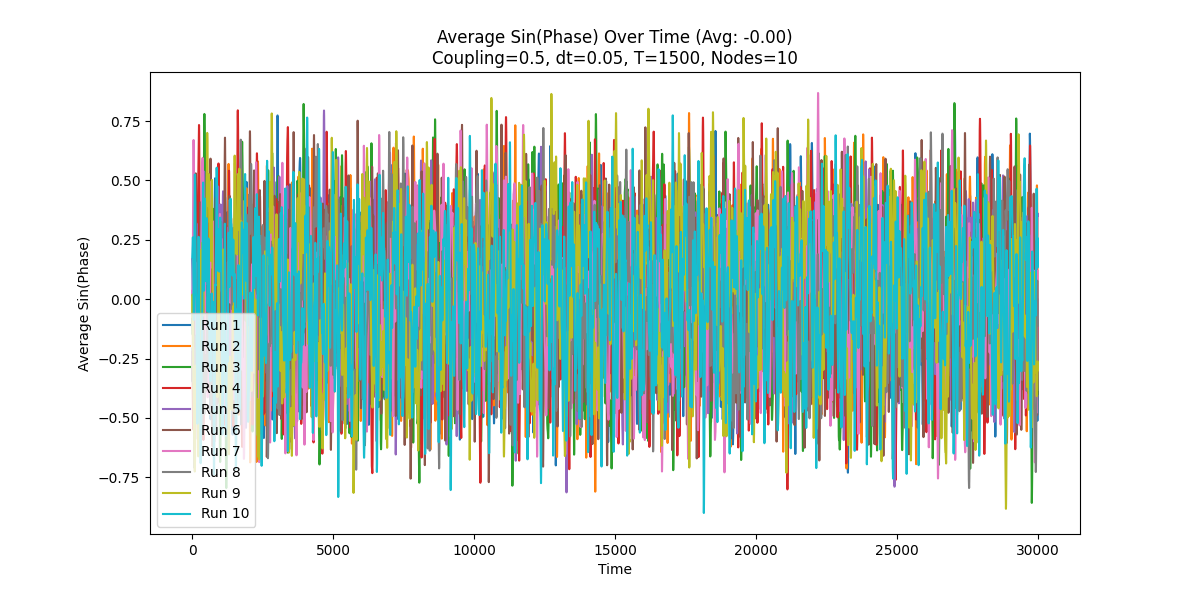 Average Sin(Phase) Over Time (Avg: -0.00)
Coupling=0.5, dt=0.05, T=1500, Nodes=10
Average Sin(Phase)
0.75
0.50
0.25
0.00
−0.25
−0.50
−0.75
Run 1
Run 2
Run 3
Run 4
Run 5
Run 6
Run 7
Run 8
Run 9
Run 10
0 5000 10000 15000 20000 25000 30000
Time